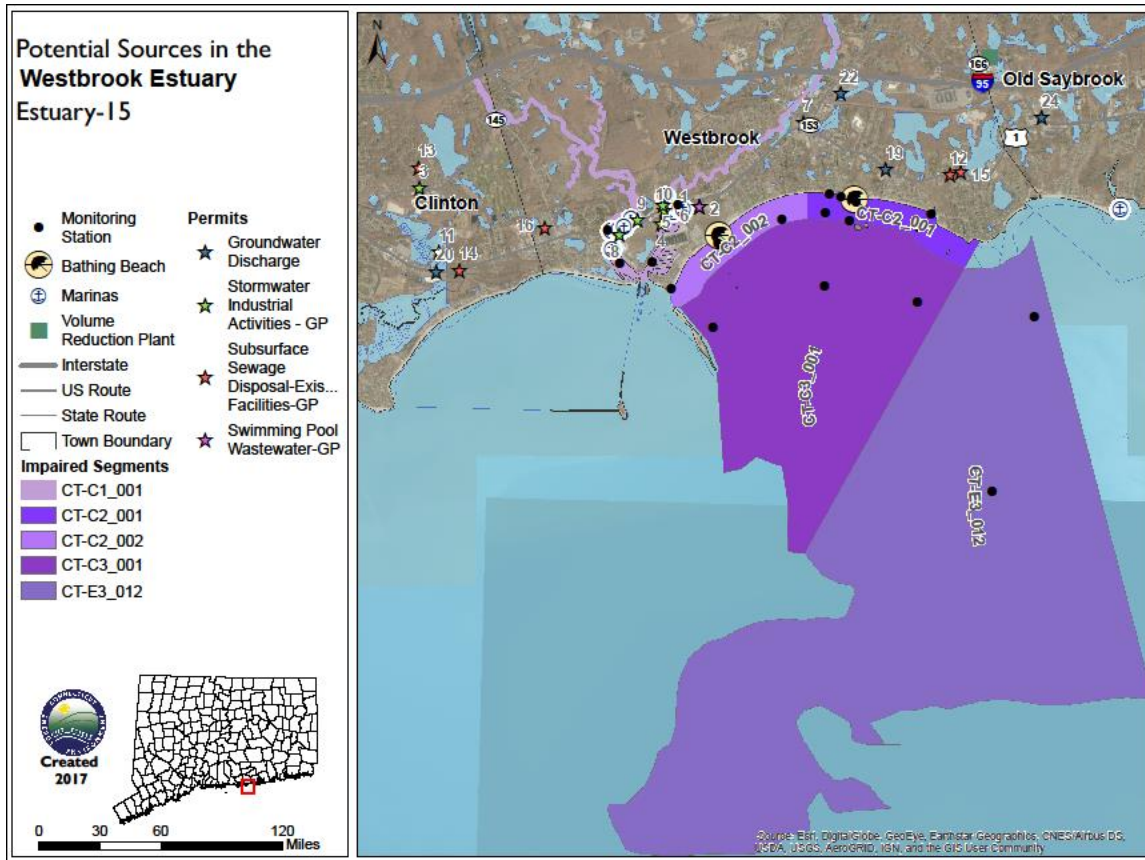 Potential Sources in the
Westbrook Estuary
Estuary-15
Monitoring
Station
Bathing Beach
Marinas
Volume
Reduction Plant
Interstate
US Route
State Route
Town Boundary
Permits
Groundwater
Discharge
Stormwater
Industrial
Activities - GP
Subsurface
Sewage
Disposal-Exis...
Facilities-GP
Swimming Pool
Wastewater-GP
Impaired Segments
CT-C1_001
CT-C2_001
CT-C2_002
CT-C3_001
CT-E3_012
Created
2017
0 30 60 120
Miles
N
145
22
166
95
Old Saybrook
24
7
153
Westbrook
1
13
3
19
12
15
Clinton
10
1
2
9
6
5
16
4
8
11
20
14
CT-C2_002
CT-C2_001
CT-C3_001
CT-E3_012
Source: Esri, DigitalGlobe, GeoEye, Earthstar Geographics, CNES/Airbus DS,
USDA, USGS, AeroGRID, IGN, and the GIS User Community